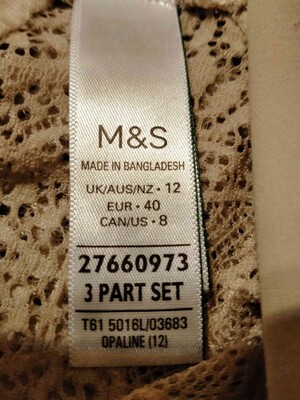 M&S
MADE IN BANGLADESH
UK/AUS/NZ • 12
EUR • 40
CAN/US • 8
27660973
3 PART SET
T61 5016L/03683
OPALINE (12)